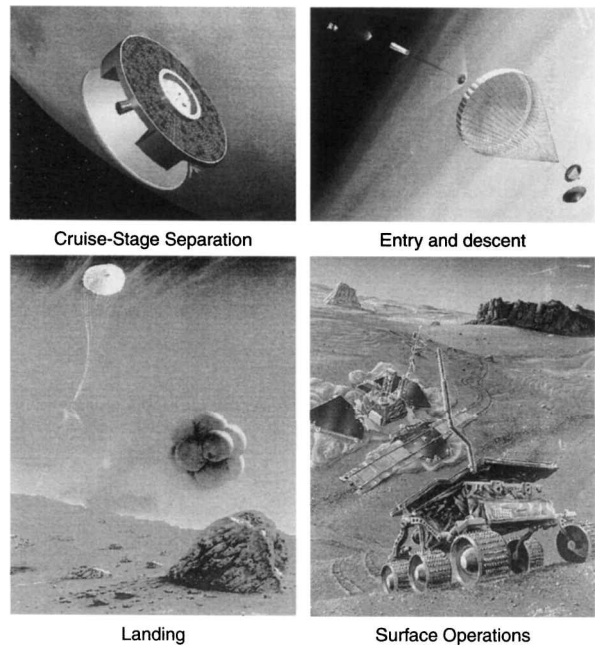 Cruise-Stage Separation
Entry and descent
Landing
Surface Operations